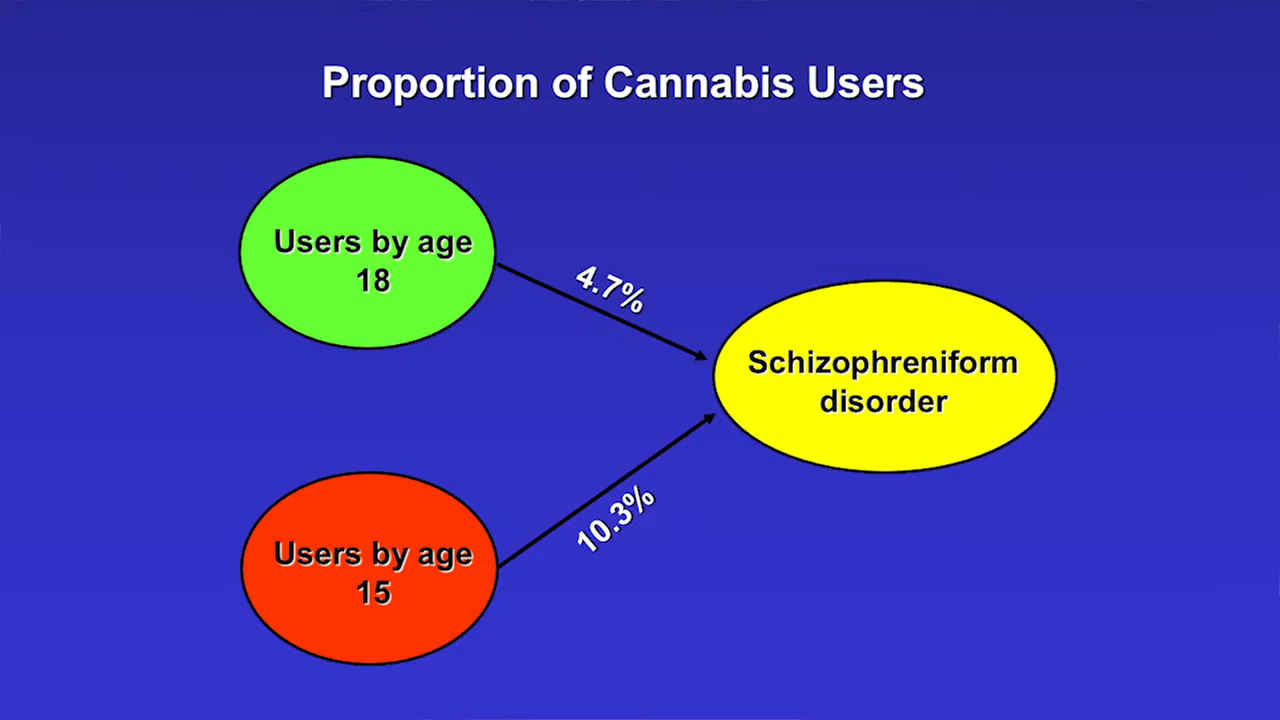 Proportion of Cannabis Users
Users by age
18
4.7%
Schizophreniform
disorder
10.3%
Users by age
15